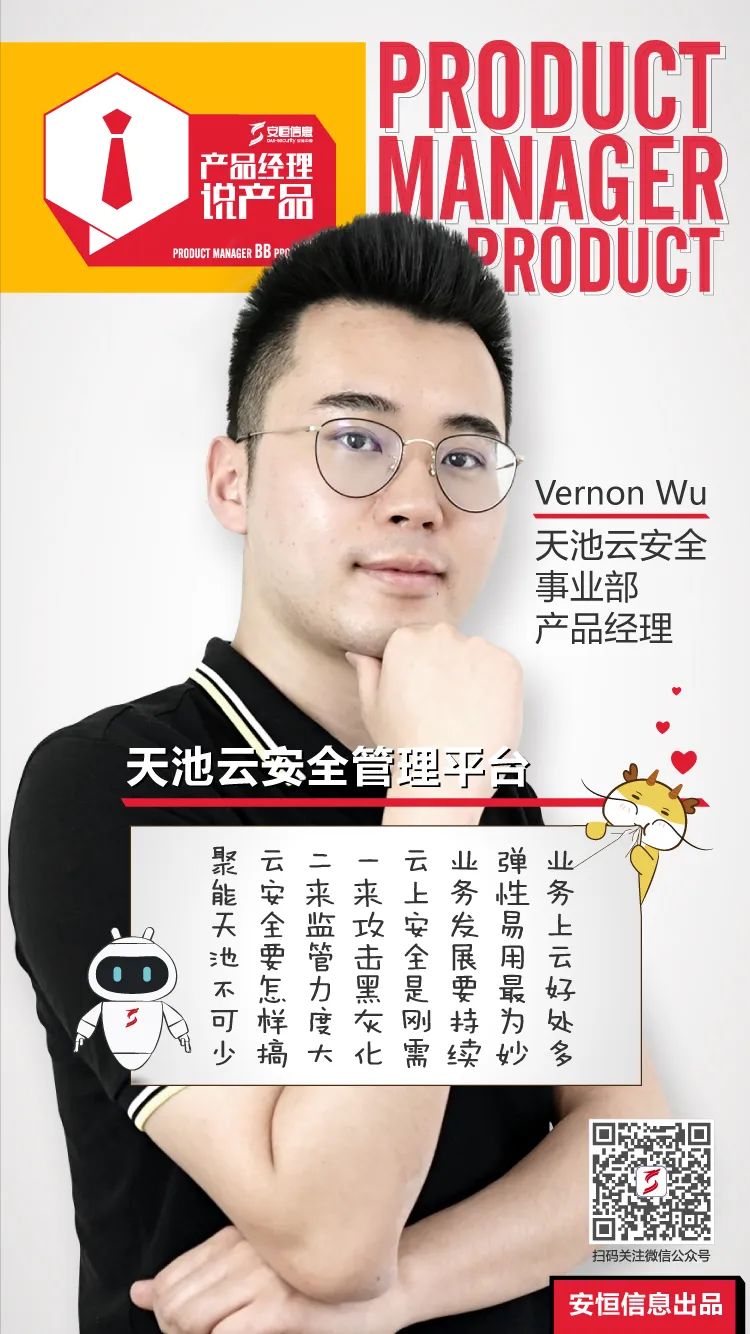 安恒信息
DAS-security
产品经理
说产品
PRODUCT MANAGER BB PRO
PRODUCT
MANAGER
PRODUCT
Vernon Wu
天池云安全
事业部
产品经理
天池云安全管理平台
业务上云好处多
弹性易用最为妙
业务发展要持续
云上安全是刚需
一来攻击黑灰化
二来监管力度大
云安全要怎样搞
聚能天池不可少
扫码关注微信公众号
安恒信息出品